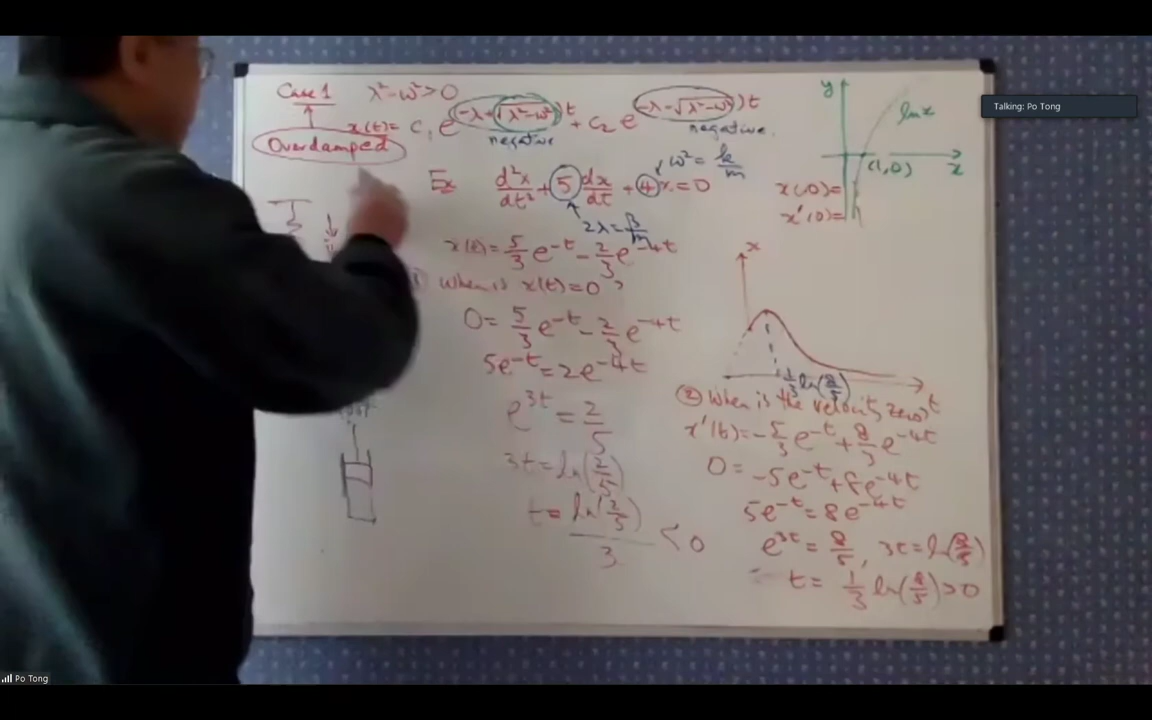 Case 1 λ²-ω²>0
x(t)= c₁e^(-λ+√(λ²-ω²))t + c₂e^(-λ-√(λ²-ω²))t
negative negative
Overdamped
Ex d²x/dt² + 5 dx/dt + 4x = 0
ω² = k/m
2λ = β/m
x(t) = 5/3 e^-t - 2/3 e^-4t
When is x(t)=0 ?
0 = 5/3 e^-t - 2/3 e^-4t
5e^-t = 2e^-4t
e^3t = 2/5
3t = ln(2/5)
t = ln(2/5)/3 < 0
y
ln x
(1,0) x
x(0)=
x'(0)=
x
1/3 ln(8/5)
t
② When is the velocity zero?
x'(t) = -5/3 e^-t + 8/3 e^-4t
0 = -5e^-t + 8e^-4t
5e^-t = 8e^-4t
e^3t = 8/5, 3t = ln(8/5)
t = 1/3 ln(8/5) > 0
Talking: Po Tong
Po Tong